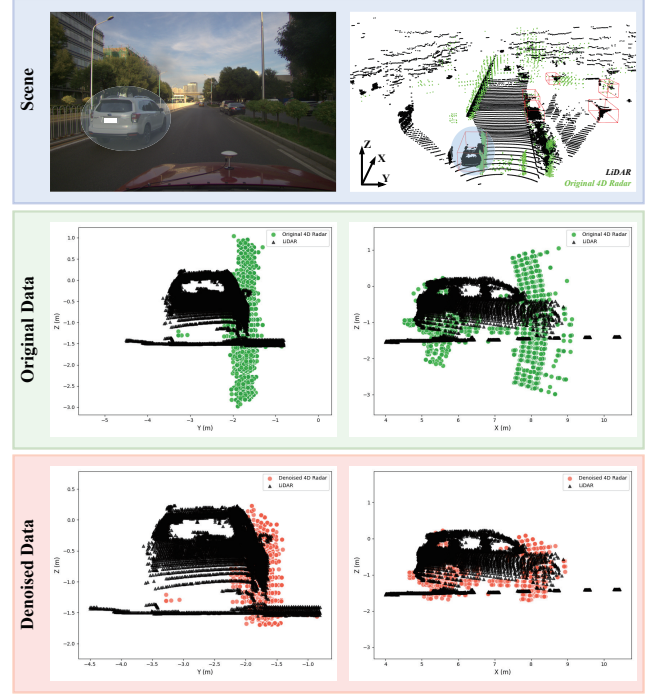 Scene
Z
X
Y
LiDAR
Original 4D Radar
Original Data
Original 4D Radar
LiDAR
Z (m)
1.0
0.5
0.0
−0.5
−1.0
−1.5
−2.0
−2.5
−3.0
−5
−4
−3
−2
−1
0
Y (m)
Original 4D Radar
LiDAR
Z (m)
1
0
−1
−2
−3
4
5
6
7
8
9
10
X (m)
Denoised Data
Denoised 4D Radar
LiDAR
Z (m)
0.5
0.0
−0.5
−1.0
−1.5
−2.0
−4.5
−4.0
−3.5
−3.0
−2.5
−2.0
−1.5
−1.0
Y (m)
Denoised 4D Radar
LiDAR
Z (m)
1
0
−1
−2
−3
4
5
6
7
8
9
10
X (m)